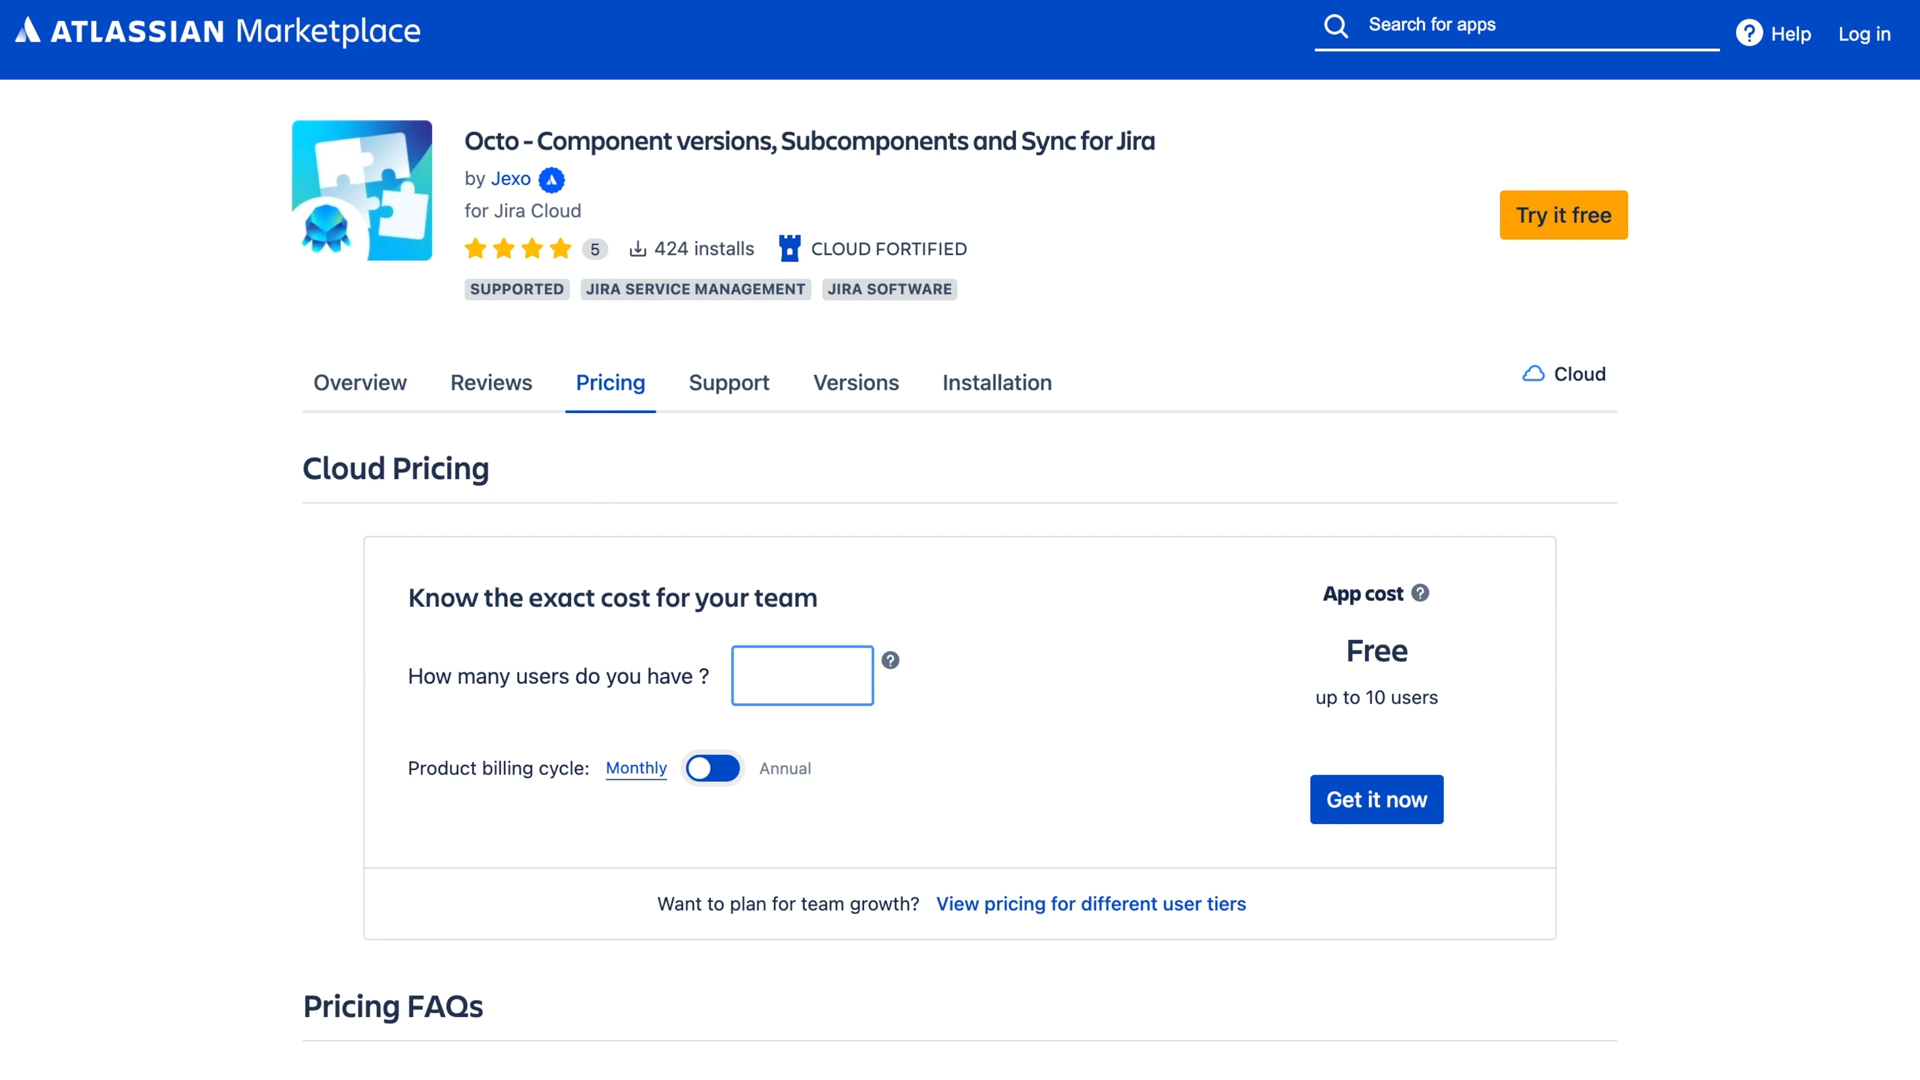 ATLASSIAN Marketplace
Search for apps
Help
Log in
Octo - Component versions, Subcomponents and Sync for Jira
by Jexo
for Jira Cloud
5
424 installs
CLOUD FORTIFIED
SUPPORTED
JIRA SERVICE MANAGEMENT
JIRA SOFTWARE
Try it free
Overview
Reviews
Pricing
Support
Versions
Installation
Cloud
Cloud Pricing
Know the exact cost for your team
How many users do you have ?
Product billing cycle: Monthly Annual
App cost
Free
up to 10 users
Get it now
Want to plan for team growth? View pricing for different user tiers
Pricing FAQs